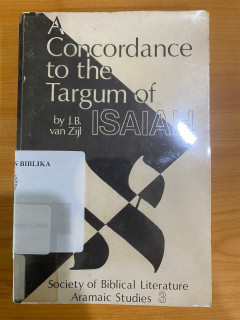 A
Concordance
to the
Targum of
by J.B.
van Zijl
ISAIAH
N BIBLIKA
Society of Biblical Literature
Aramaic Studies 3